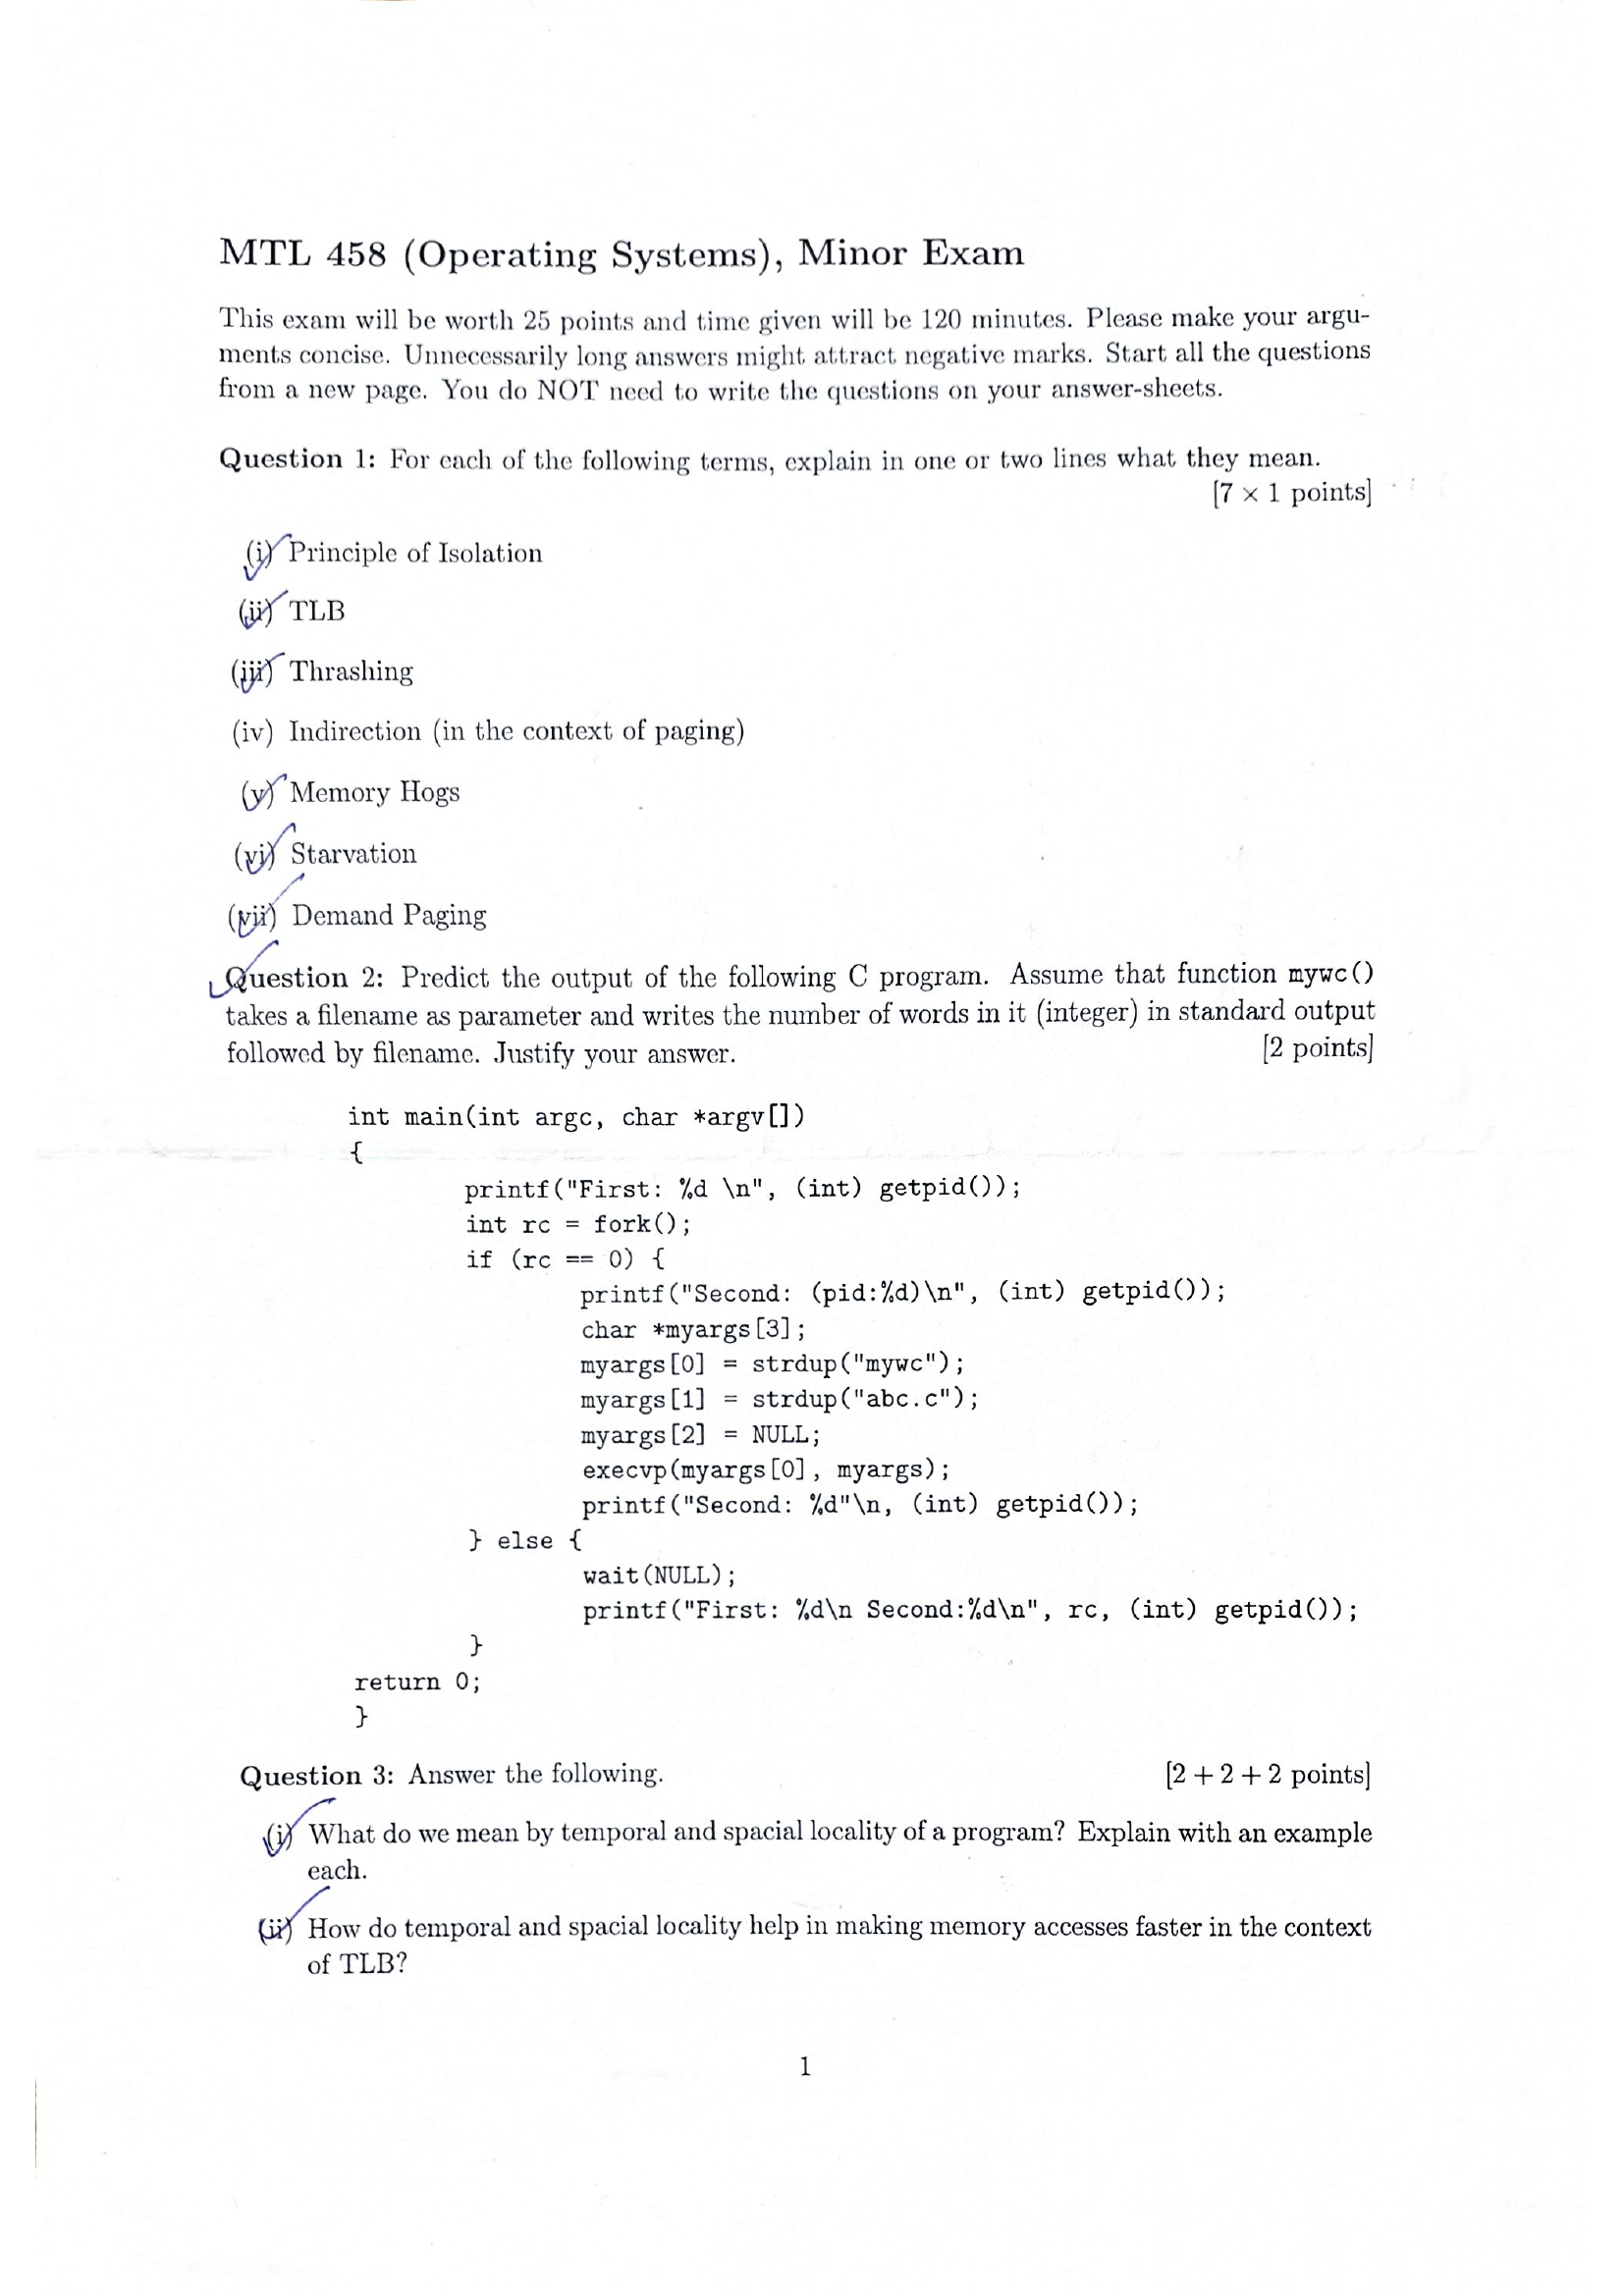 MTL 458 (Operating Systems), Minor Exam
This exam will be worth 25 points and time given will be 120 minutes. Please make your argu-
ments concise. Unnecessarily long answers might attract negative marks. Start all the questions
from a new page. You do NOT need to write the questions on your answer-sheets.
Question 1: For each of the following terms, explain in one or two lines what they mean.
[7 × 1 points]
(i) Principle of Isolation
(ii) TLB
(iii) Thrashing
(iv) Indirection (in the context of paging)
(v) Memory Hogs
(vi) Starvation
(vii) Demand Paging
Question 2: Predict the output of the following C program. Assume that function mywc()
takes a filename as parameter and writes the number of words in it (integer) in standard output
followed by filename. Justify your answer. [2 points]
int main(int argc, char *argv[])
{
printf("First: %d \n", (int) getpid());
int rc = fork();
if (rc == 0) {
printf("Second: (pid:%d)\n", (int) getpid());
char *myargs[3];
myargs[0] = strdup("mywc");
myargs[1] = strdup("abc.c");
myargs[2] = NULL;
execvp(myargs[0], myargs);
printf("Second: %d"\n, (int) getpid());
} else {
wait(NULL);
printf("First: %d\n Second:%d\n", rc, (int) getpid());
}
return 0;
}
Question 3: Answer the following. [2 + 2 + 2 points]
(i) What do we mean by temporal and spacial locality of a program? Explain with an example
each.
(ii) How do temporal and spacial locality help in making memory accesses faster in the context
of TLB?
1